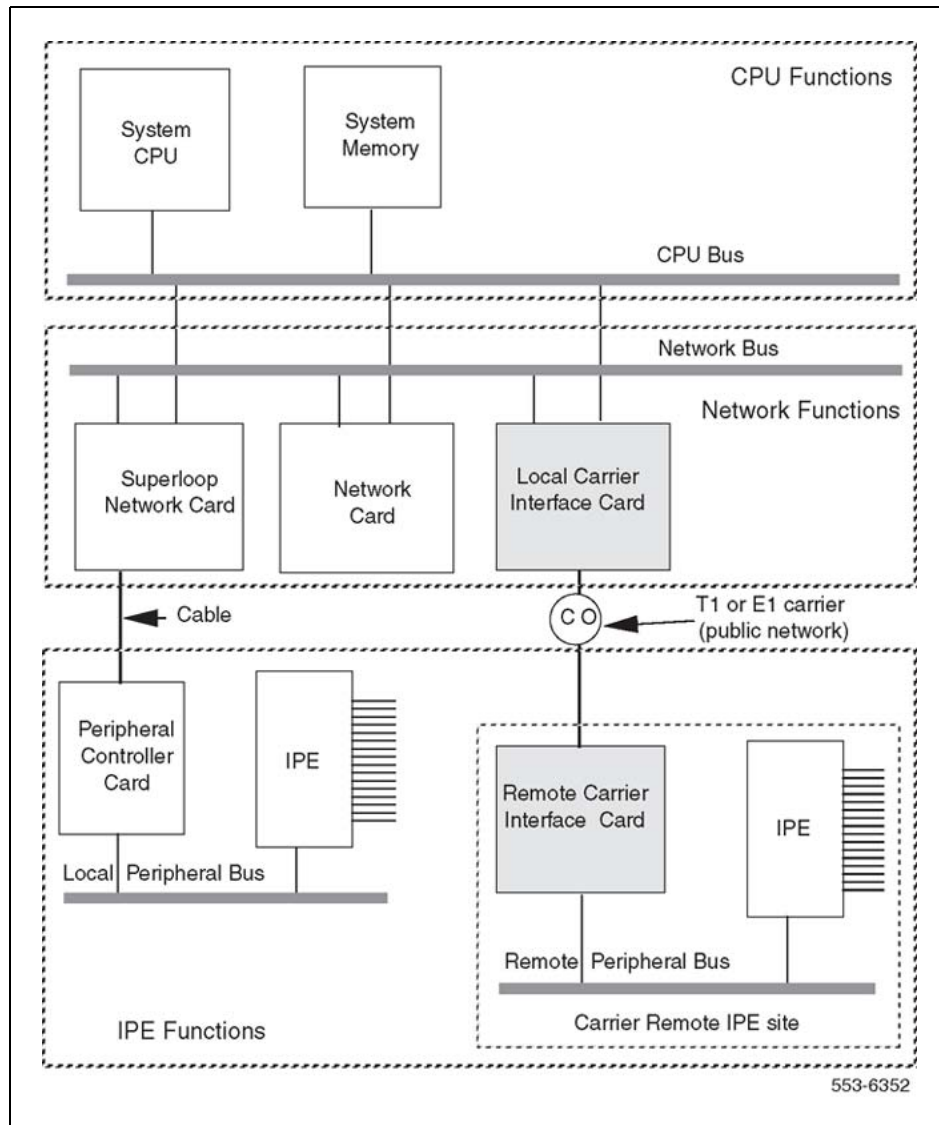 CPU Functions
System
CPU
System
Memory
CPU Bus
Network Bus
Network Functions
Superloop
Network Card
Network
Card
Local Carrier
Interface Card
Cable
C O
T1 or E1 carrier
(public network)
Peripheral
Controller
Card
IPE
Local Peripheral Bus
Remote Carrier
Interface Card
IPE
Remote Peripheral Bus
Carrier Remote IPE site
IPE Functions
553-6352